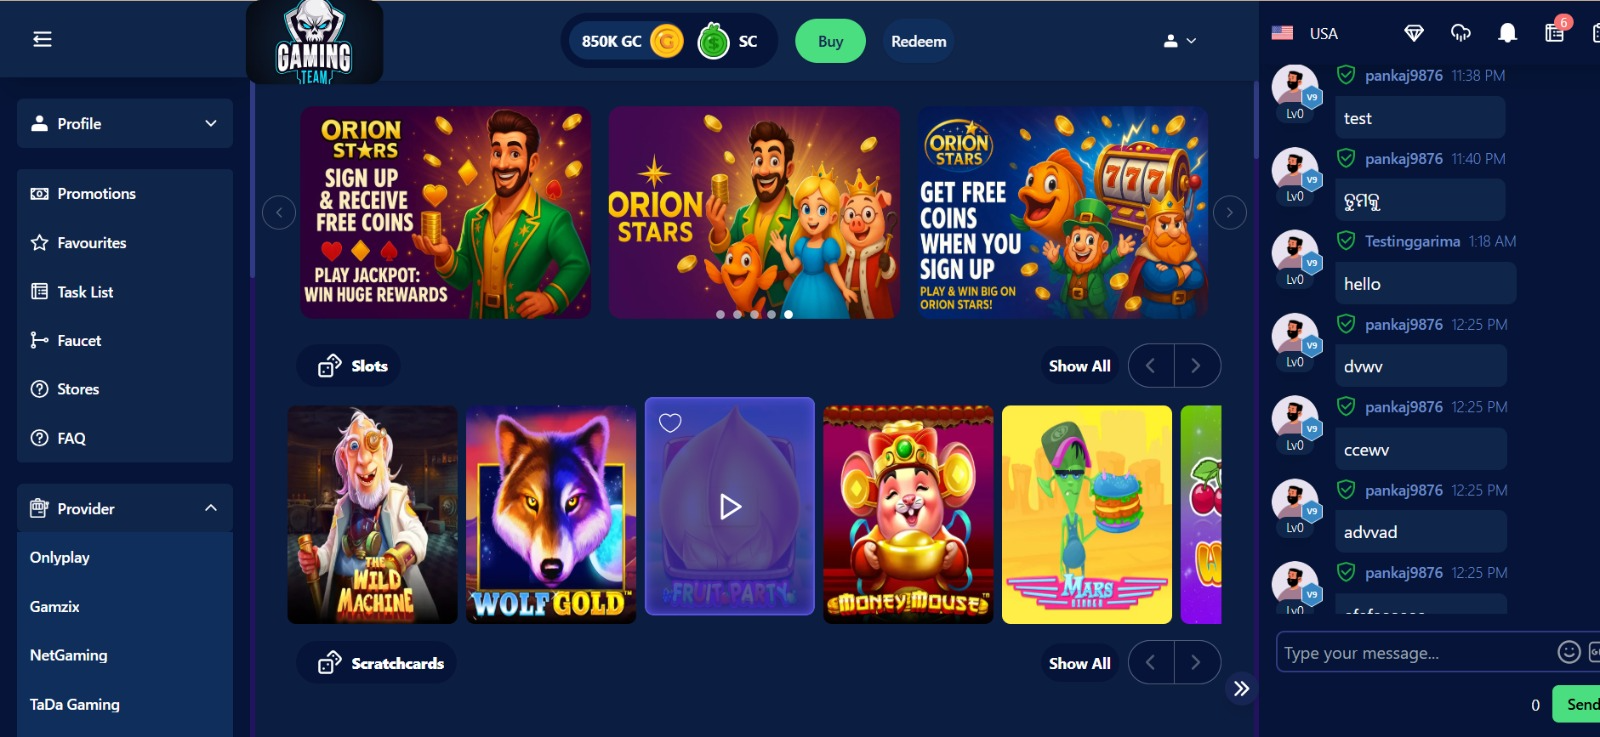 GAMING
TEAM
850K GC
SC
Buy
Redeem
USA
6
Profile
Promotions
Favourites
Task List
Faucet
Stores
FAQ
Provider
Onlyplay
Gamzix
NetGaming
TaDa Gaming
ORION
STARS
SIGN UP
& RECEIVE
FREE COINS
PLAY JACKPOT:
WIN HUGE REWARDS
ORION
STARS
ORION
STARS
GET FREE
COINS
WHEN YOU
SIGN UP
PLAY & WIN BIG ON
ORION STARS!
777
Slots
Show All
THE
WILD
MACHINE
WOLF GOLD™
FRUIT PARTY
MONEY MOUSE™
MARS
DINNER
Scratchcards
Show All
pankaj9876 11:38 PM
V9
Lv0
test
pankaj9876 11:40 PM
V9
Lv0
ତୁମକୁ
Testinggarima 1:18 AM
V9
Lv0
hello
pankaj9876 12:25 PM
V9
Lv0
dvwv
pankaj9876 12:25 PM
V9
Lv0
ccewv
pankaj9876 12:25 PM
V9
Lv0
advvad
pankaj9876 12:25 PM
V9
Lv0
Type your message...
0
Send